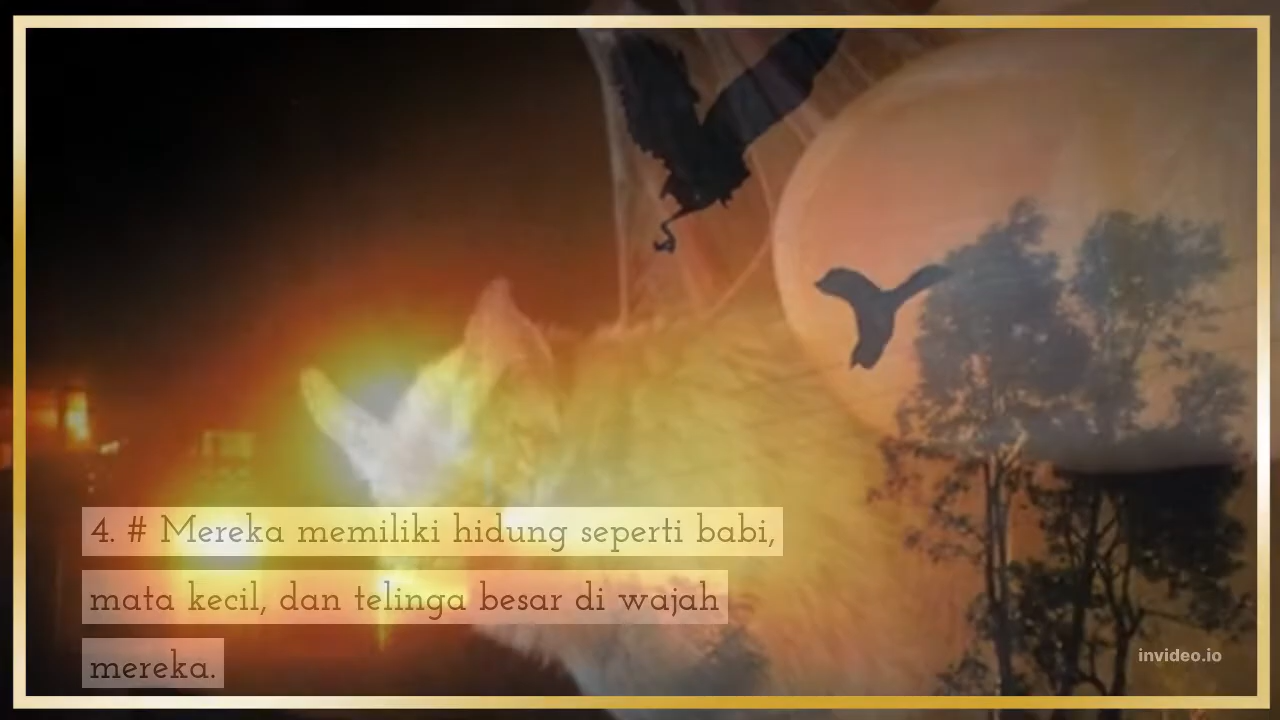 4. # Mereka memiliki hidung seperti babi,
mata kecil, dan telinga besar di wajah
mereka.
invideo.io